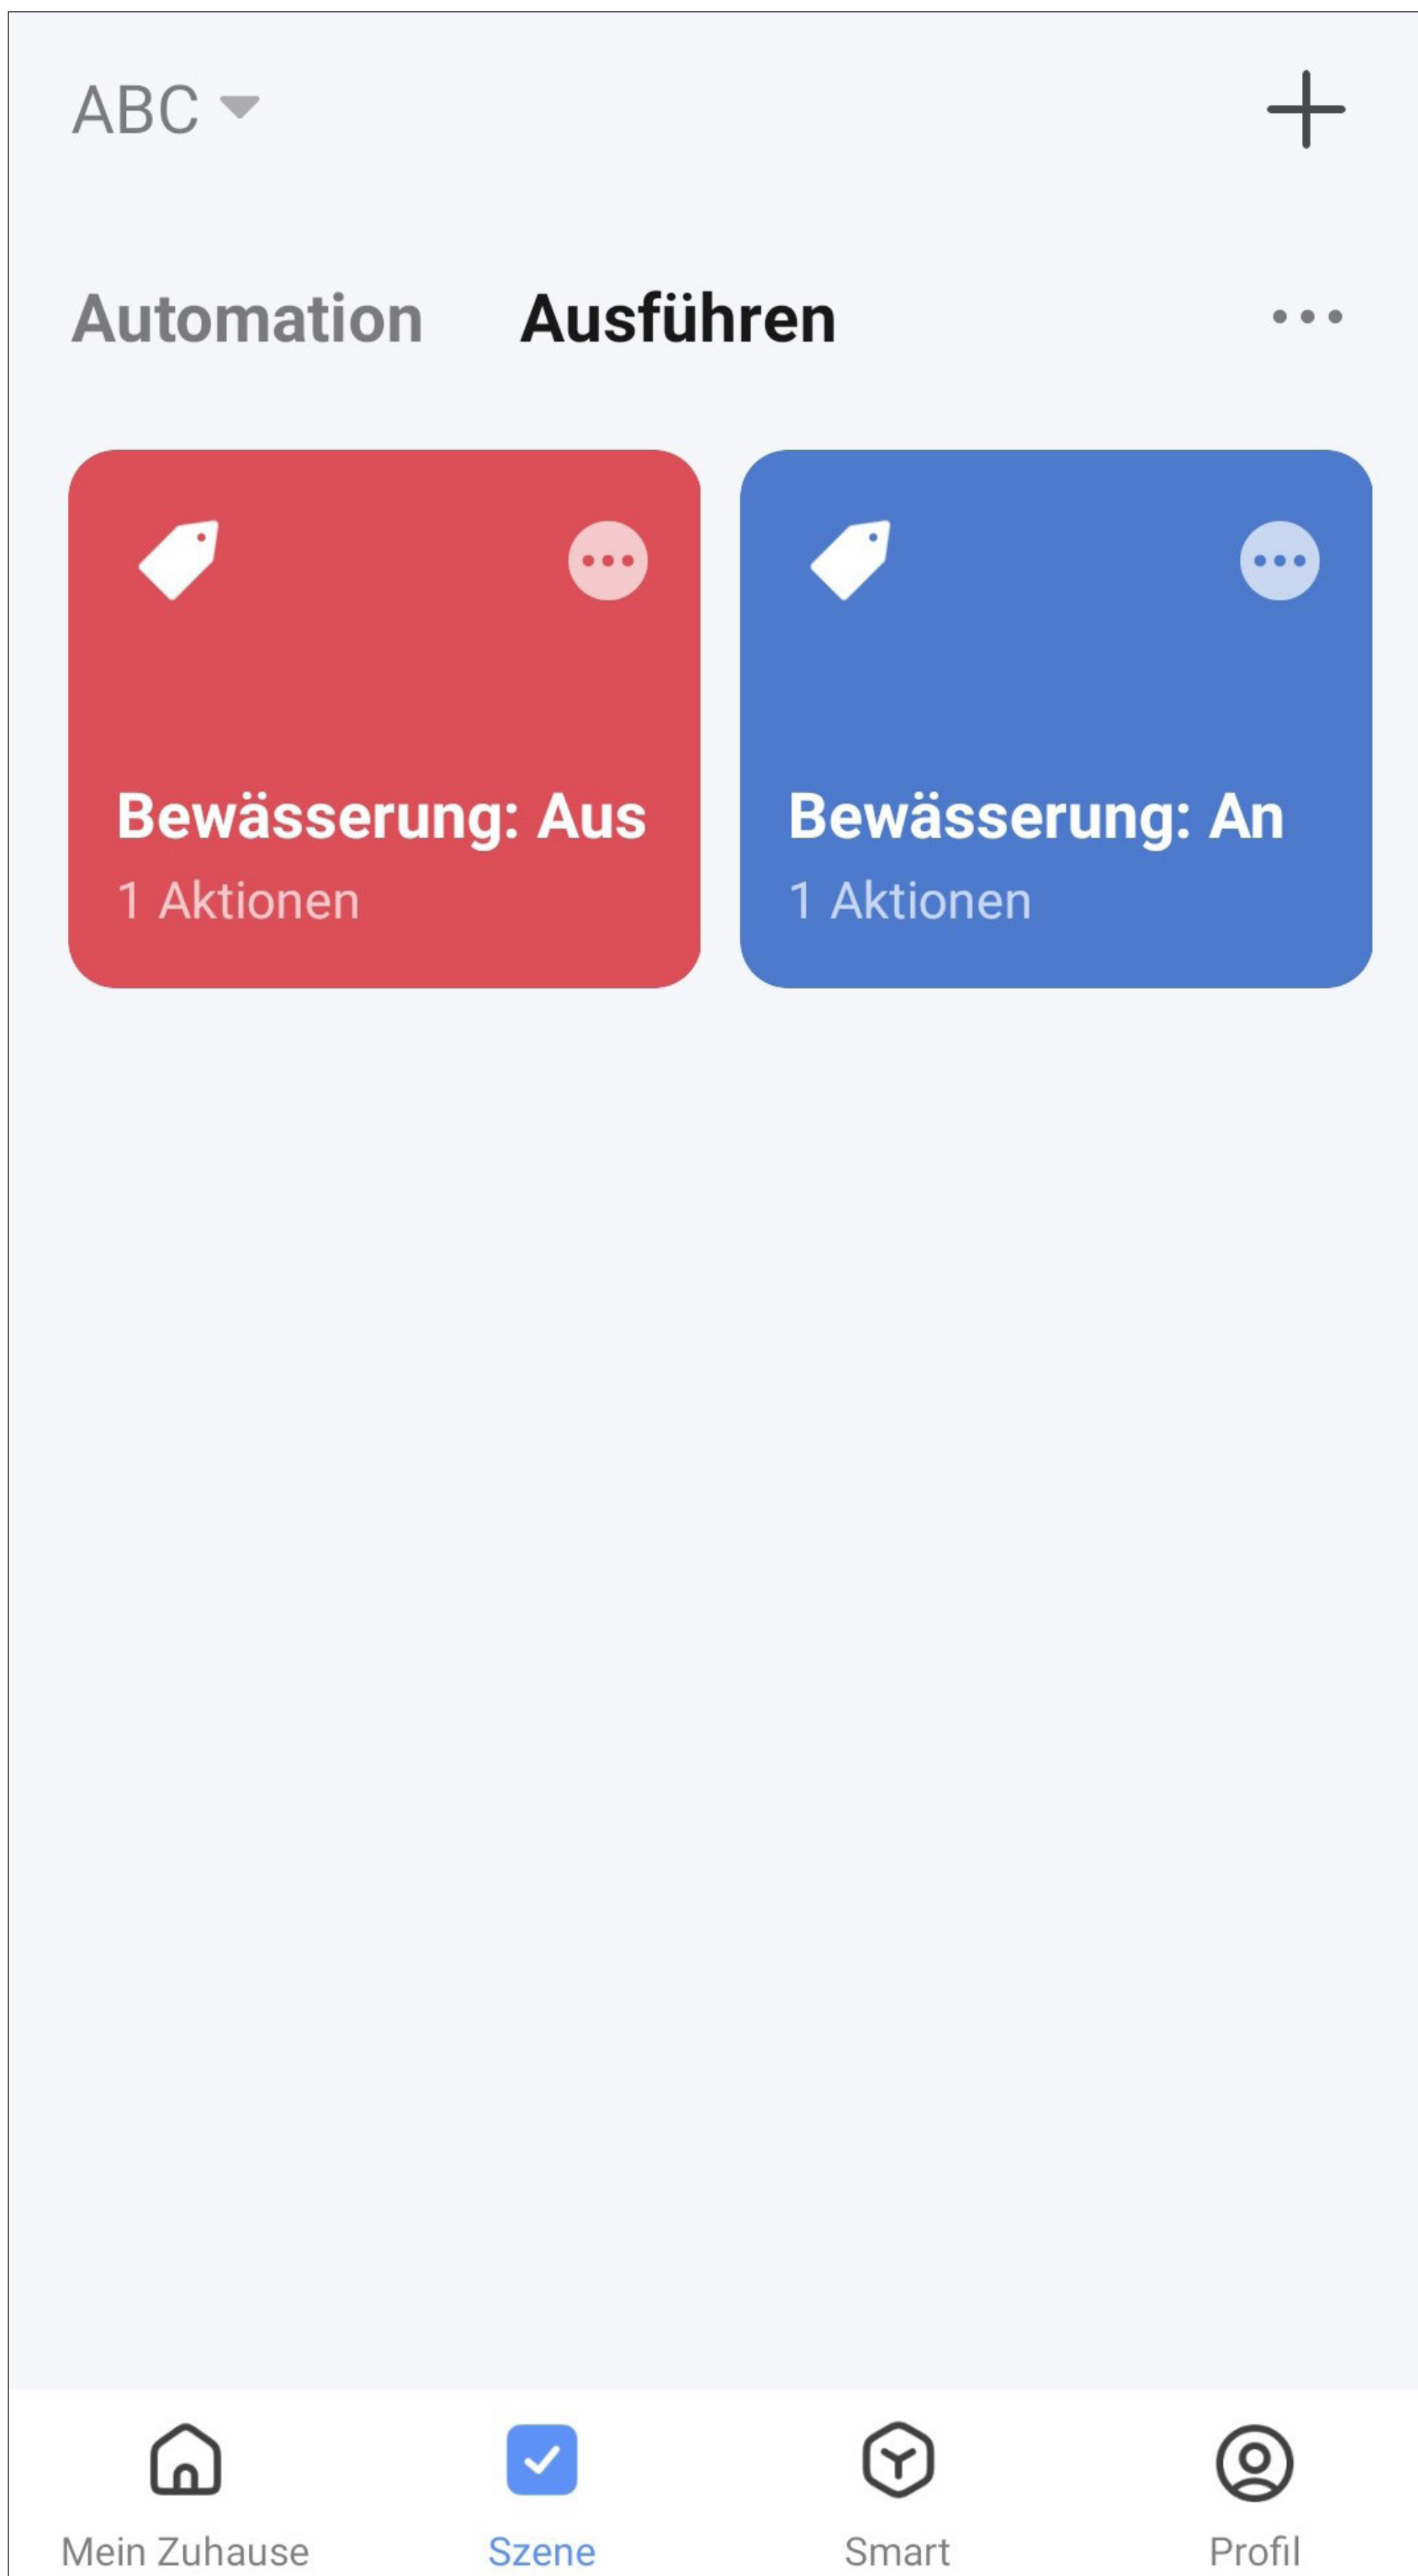 ABC
Automation Ausführen
Bewässerung: Aus
1 Aktionen
Bewässerung: An
1 Aktionen
Mein Zuhause Szene Smart Profil